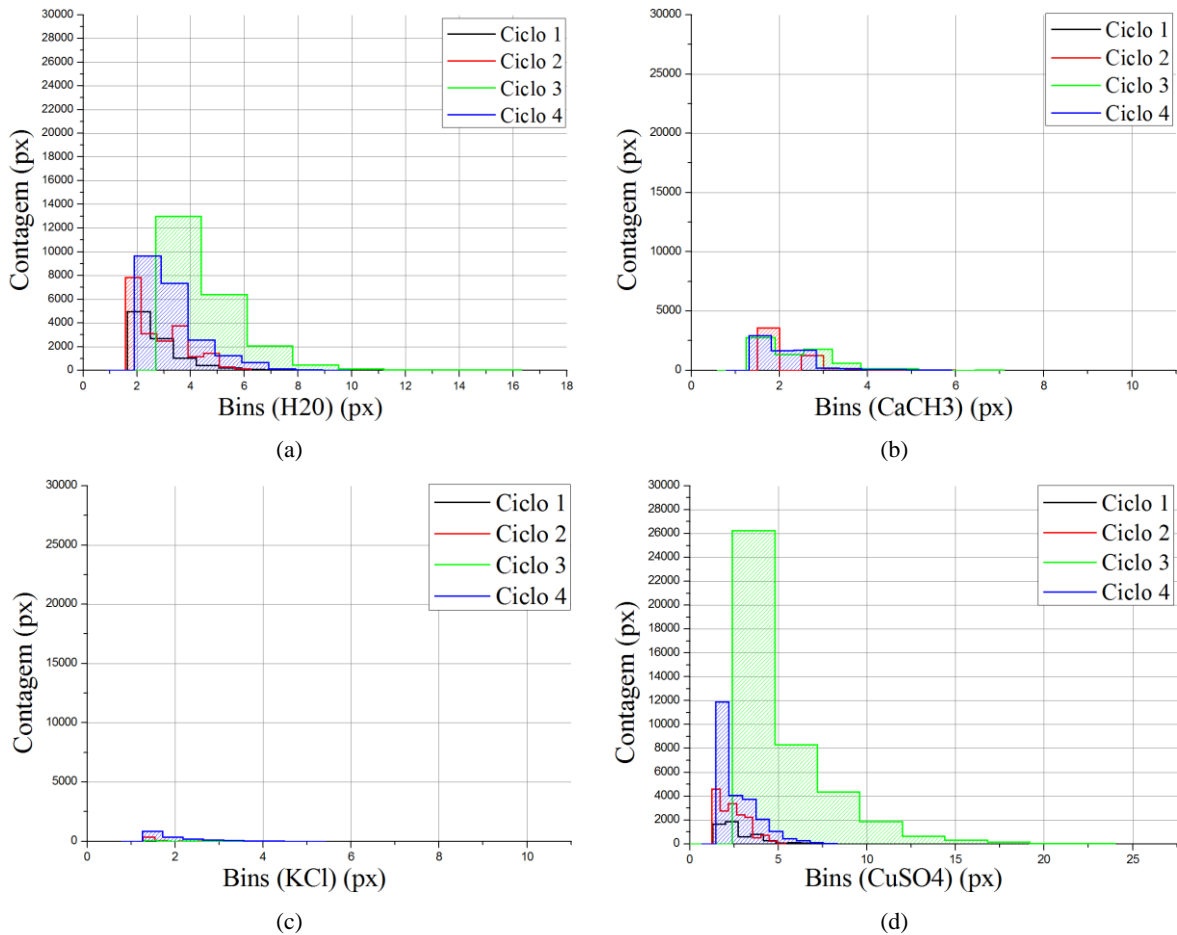 30000
28000
26000
24000
22000
20000
18000
16000
14000
12000
10000
8000
6000
4000
2000
0
Contagem (px)
0 2 4 6 8 10 12 14 16 18
Bins (H20) (px)
Ciclo 1
Ciclo 2
Ciclo 3
Ciclo 4
(a)
30000
25000
20000
15000
10000
5000
0
Contagem (px)
0 2 4 6 8 10
Bins (CaCH3) (px)
Ciclo 1
Ciclo 2
Ciclo 3
Ciclo 4
(b)
30000
25000
20000
15000
10000
5000
0
Contagem (px)
0 2 4 6 8 10
Bins (KCl) (px)
Ciclo 1
Ciclo 2
Ciclo 3
Ciclo 4
(c)
30000
28000
26000
24000
22000
20000
18000
16000
14000
12000
10000
8000
6000
4000
2000
0
Contagem (px)
0 5 10 15 20 25
Bins (CuSO4) (px)
Ciclo 1
Ciclo 2
Ciclo 3
Ciclo 4
(d)